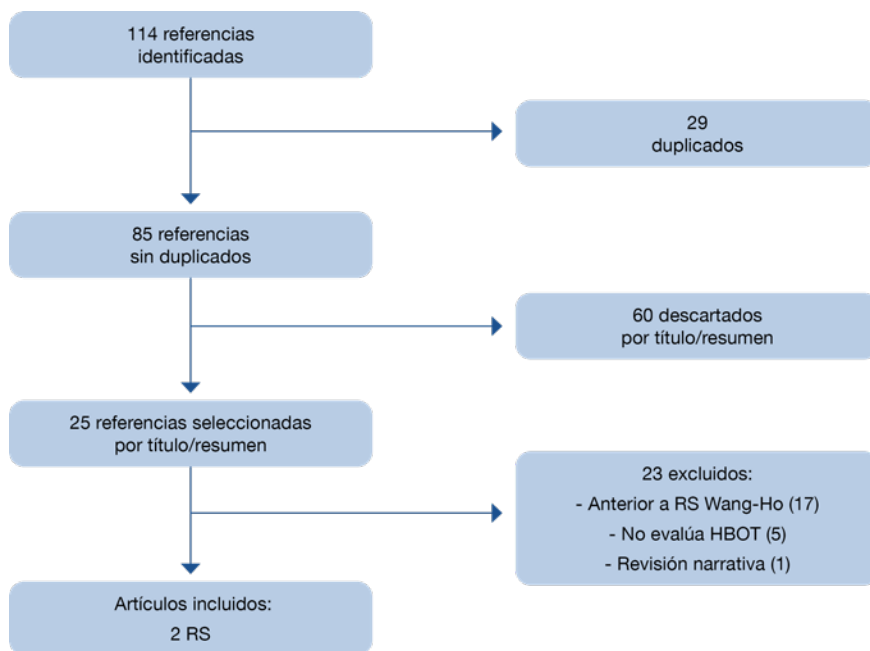 114 referencias
identificadas
29
duplicados
85 referencias
sin duplicados
60 descartados
por título/resumen
25 referencias seleccionadas
por título/resumen
23 excluidos:
- Anterior a RS Wang-Ho (17)
- No evalúa HBOT (5)
- Revisión narrativa (1)
Artículos incluidos:
2 RS